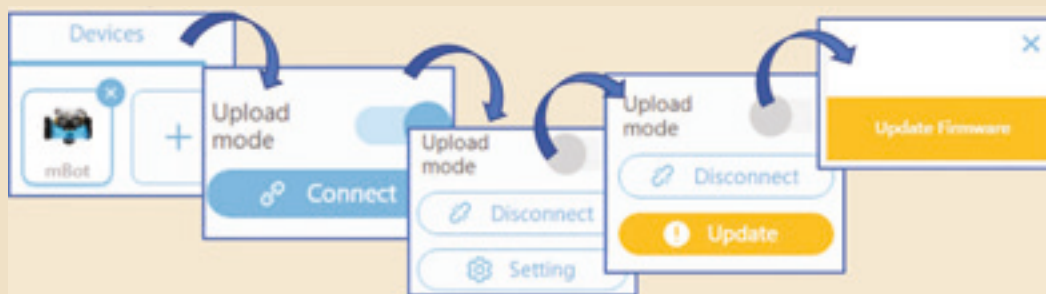 Devices
mBot
Upload
mode
Connect
Upload
mode
Disconnect
Setting
Upload
mode
Disconnect
Update
Update Firmware